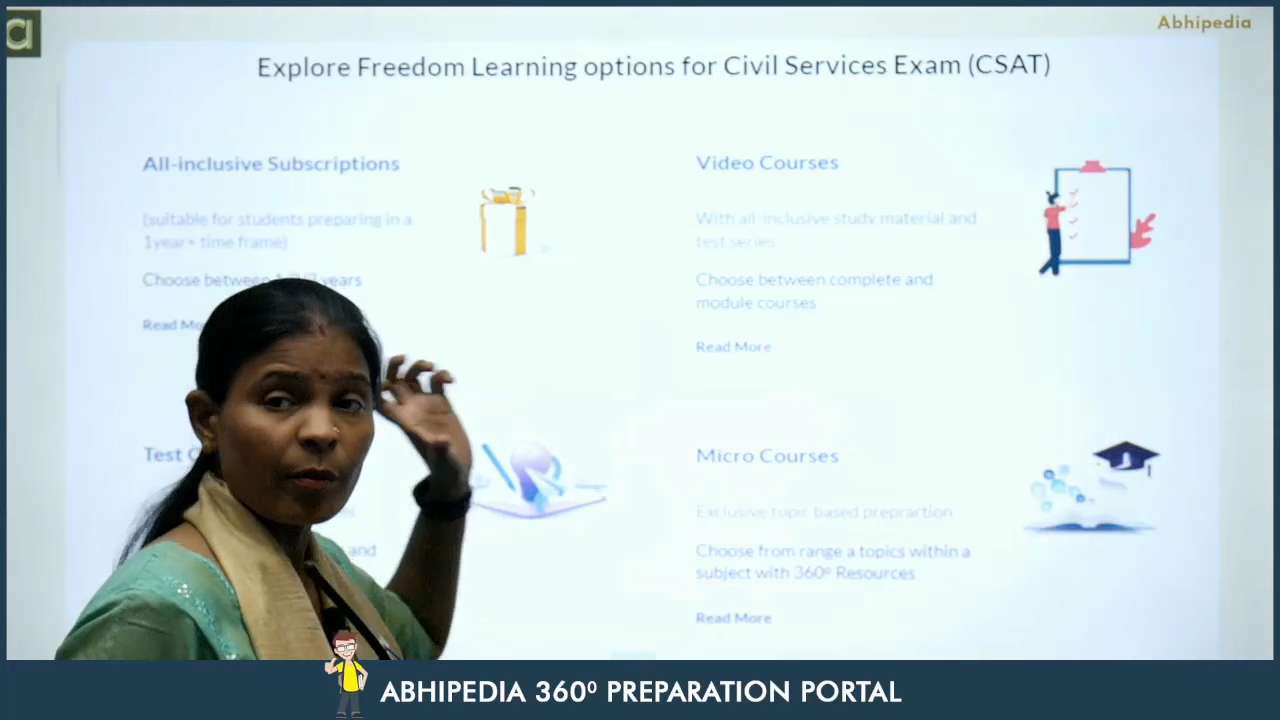 a
Abhipedia
Explore Freedom Learning options for Civil Services Exam (CSAT)
All-inclusive Subscriptions
(suitable for students preparing in a
1year+ time frame)
Choose between years
Read
Video Courses
With all-inclusive study material and
test series
Choose between complete and
module courses
Read More
Test
and
Micro Courses
Exclusive topic based preprartion
Choose from range a topics within a
subject with 360º Resources
Read More
ABHIPEDIA 360º PREPARATION PORTAL